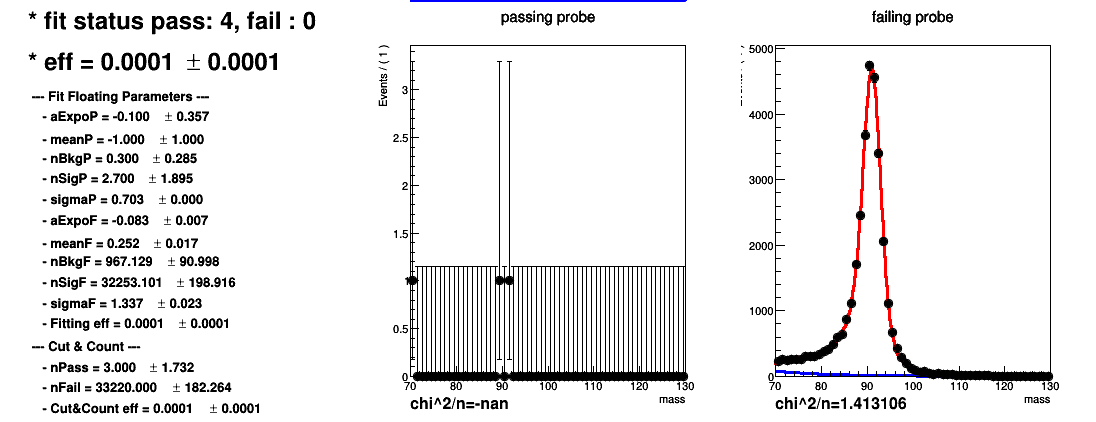 * fit status pass: 4, fail : 0
* eff = 0.0001 ± 0.0001
--- Fit Floating Parameters ---
- aExpoP = -0.100 ± 0.357
- meanP = -1.000 ± 1.000
- nBkgP = 0.300 ± 0.285
- nSigP = 2.700 ± 1.895
- sigmaP = 0.703 ± 0.000
- aExpoF = -0.083 ± 0.007
- meanF = 0.252 ± 0.017
- nBkgF = 967.129 ± 90.998
- nSigF = 32253.101 ± 198.916
- sigmaF = 1.337 ± 0.023
- Fitting eff = 0.0001 ± 0.0001
--- Cut & Count ---
- nPass = 3.000 ± 1.732
- nFail = 33220.000 ± 182.264
- Cut&Count eff = 0.0001 ± 0.0001
passing probe
Events / ( 1 )
3
2.5
2
1.5
1
0.5
0
70 80 90 100 110 120 130
mass
chi^2/n=-nan
failing probe
5000
4000
3000
2000
1000
0
70 80 90 100 110 120 130
mass
chi^2/n=1.413106